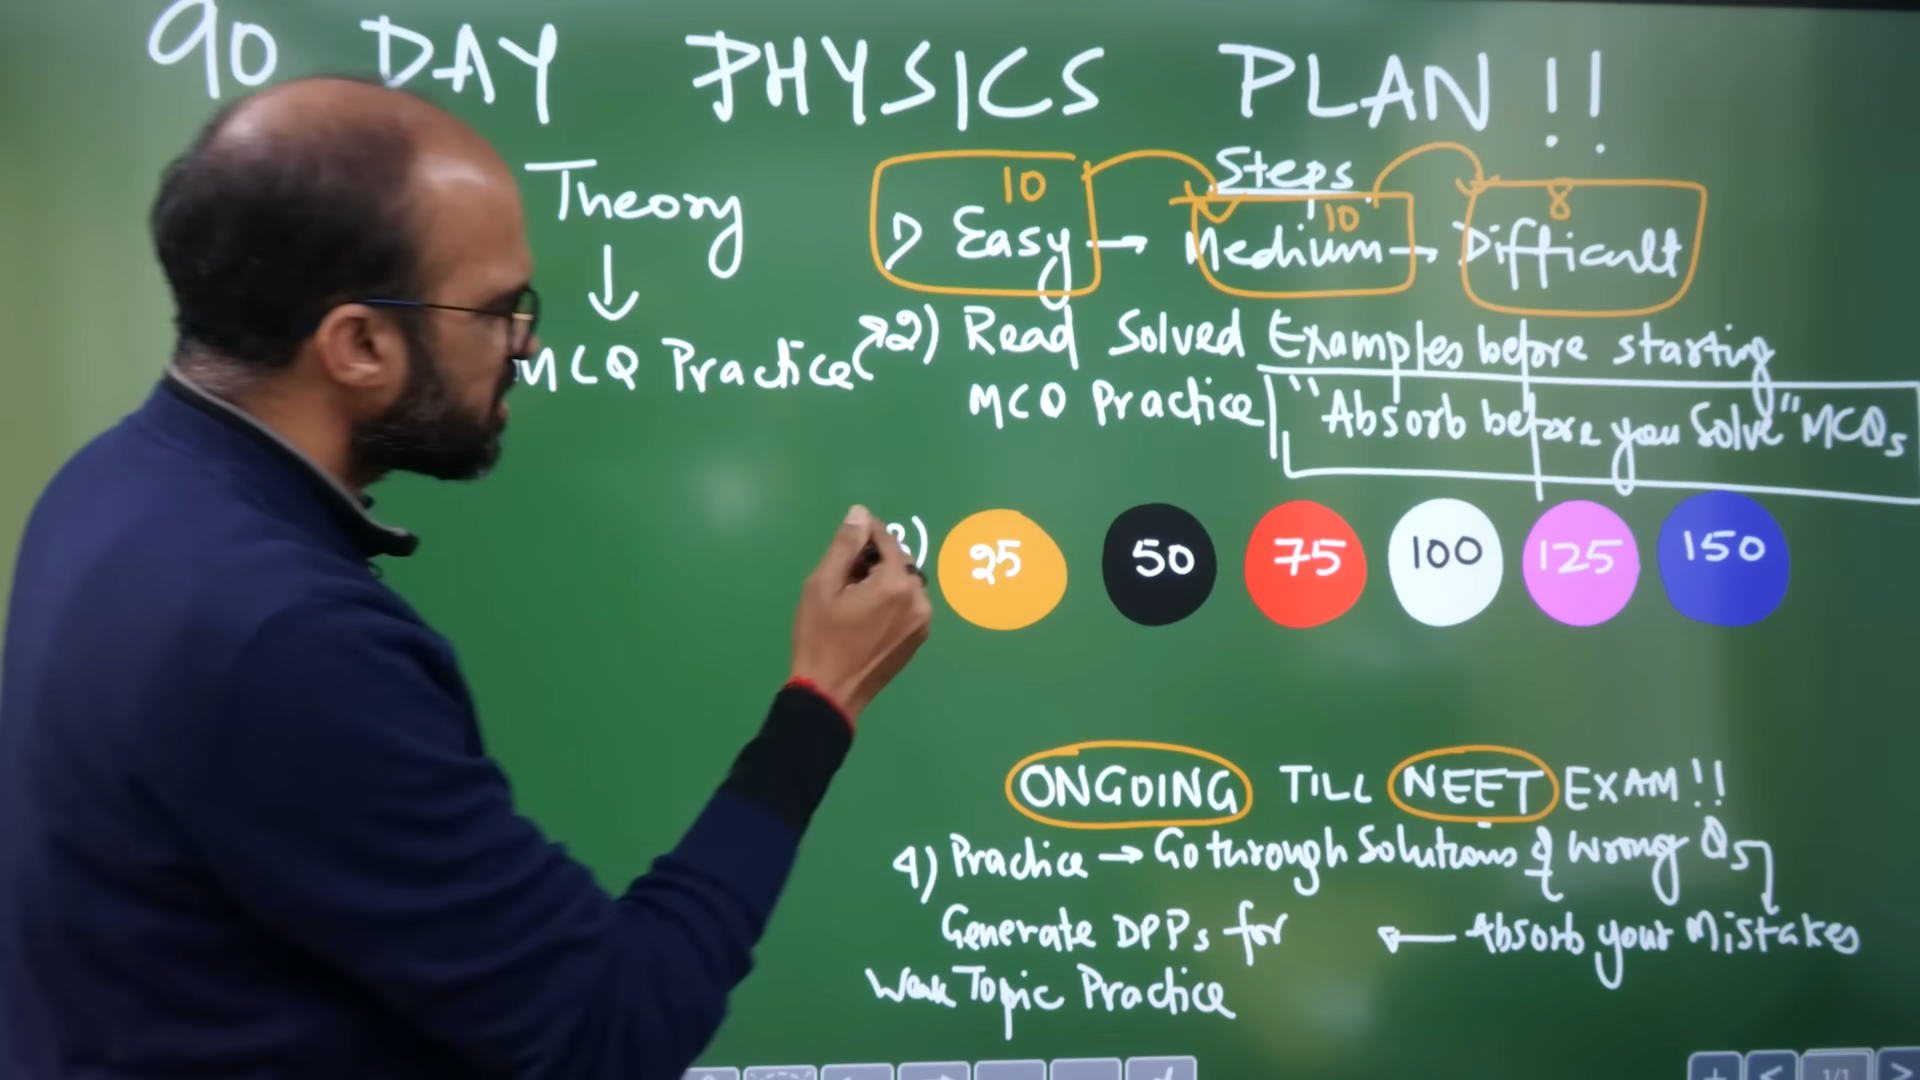 90 DAY PHYSICS PLAN !!
Theory
MCQ Practice
Steps
10 10 8
1) Easy → Medium → Difficult
2) Read Solved Examples before starting
MCQ Practice
"Absorb before you Solve" MCQs
3) 25 50 75 100 125 150
ONGOING TILL NEET EXAM!!
4) Practice → Go through Solutions & Wrong Qs
Absorb your Mistakes
Generate DPPs for
Weak Topic Practice
1/1